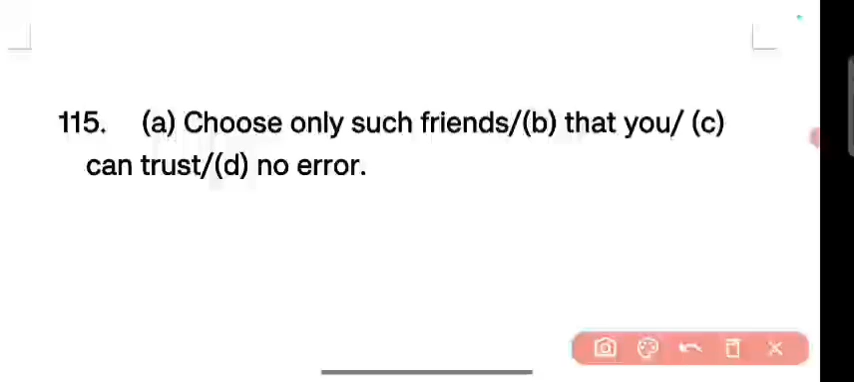 115. (a) Choose only such friends/(b) that you/ (c)
can trust/(d) no error.